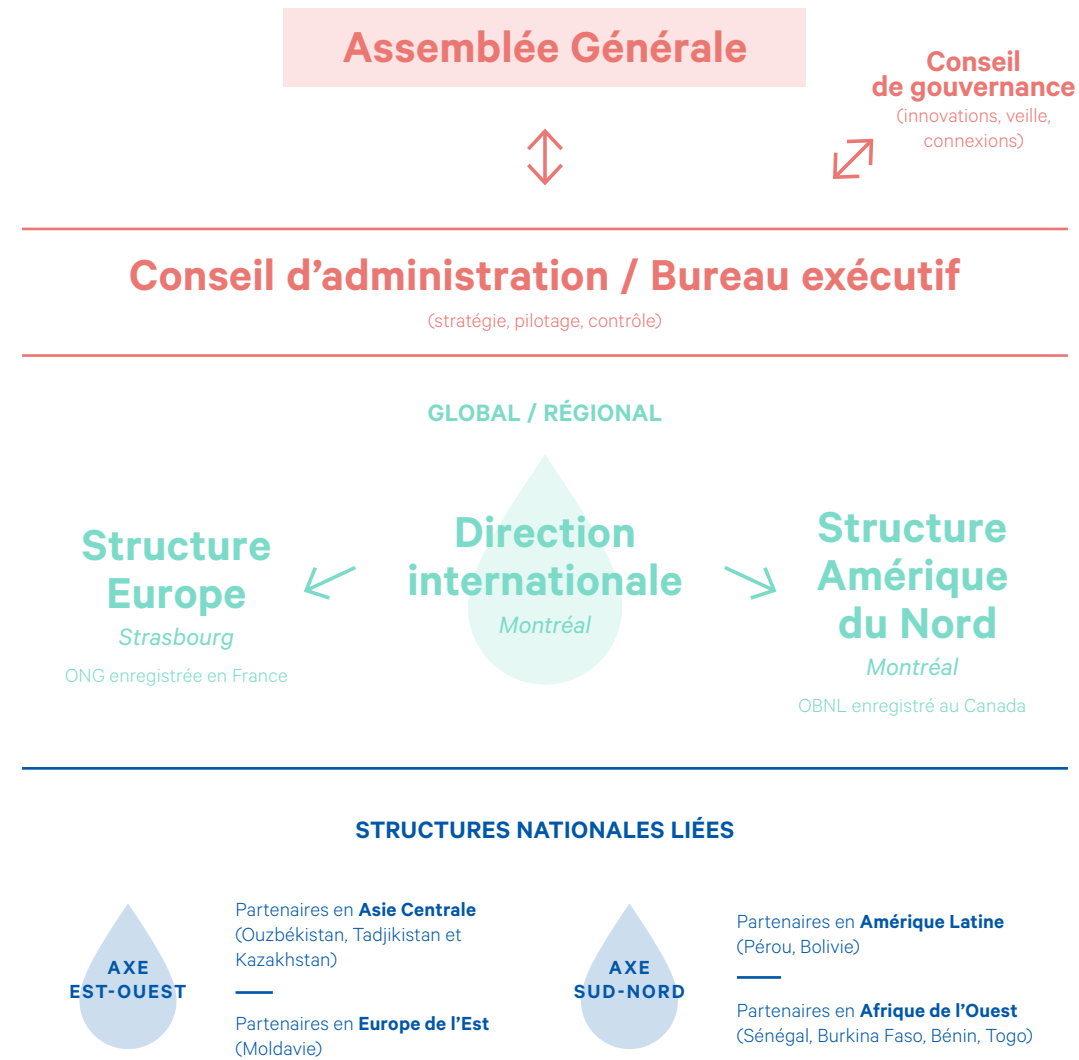 Assemblée Générale
Conseil
de gouvernance
(innovations, veille,
connexions)
Conseil d’administration / Bureau exécutif
(stratégie, pilotage, contrôle)
GLOBAL / RÉGIONAL
Structure
Europe
Strasbourg
ONG enregistrée en France
Direction
internationale
Montréal
Structure
Amérique
du Nord
Montréal
OBNL enregistré au Canada
STRUCTURES NATIONALES LIÉES
AXE
EST-OUEST
Partenaires en Asie Centrale
(Ouzbékistan, Tadjikistan et
Kazakhstan)
Partenaires en Europe de l’Est
(Moldavie)
AXE
SUD-NORD
Partenaires en Amérique Latine
(Pérou, Bolivie)
Partenaires en Afrique de l’Ouest
(Sénégal, Burkina Faso, Bénin, Togo)